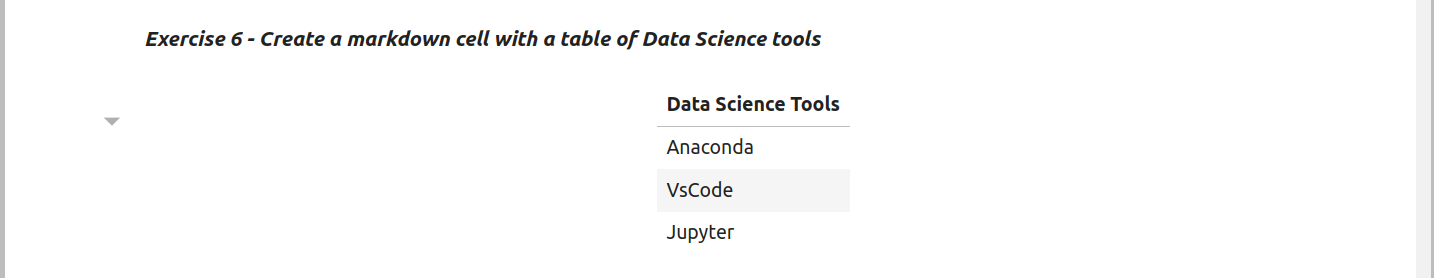 Exercise 6 - Create a markdown cell with a table of Data Science tools
Data Science Tools
Anaconda
VsCode
Jupyter